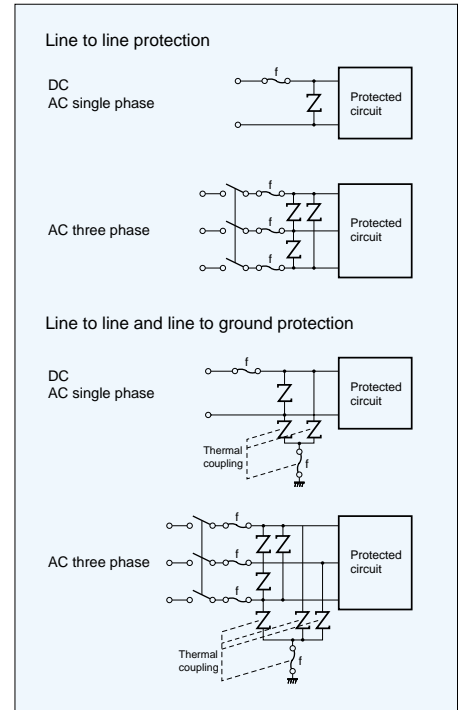 Line to line protection
f
DC
AC single phase
Protected
circuit
f
f
AC three phase
f
Protected
circuit
Line to line and line to ground protection
f
DC
AC single phase
Protected
circuit
Thermal
coupling
f
f
f
AC three phase
f
Protected
circuit
Thermal
coupling
f